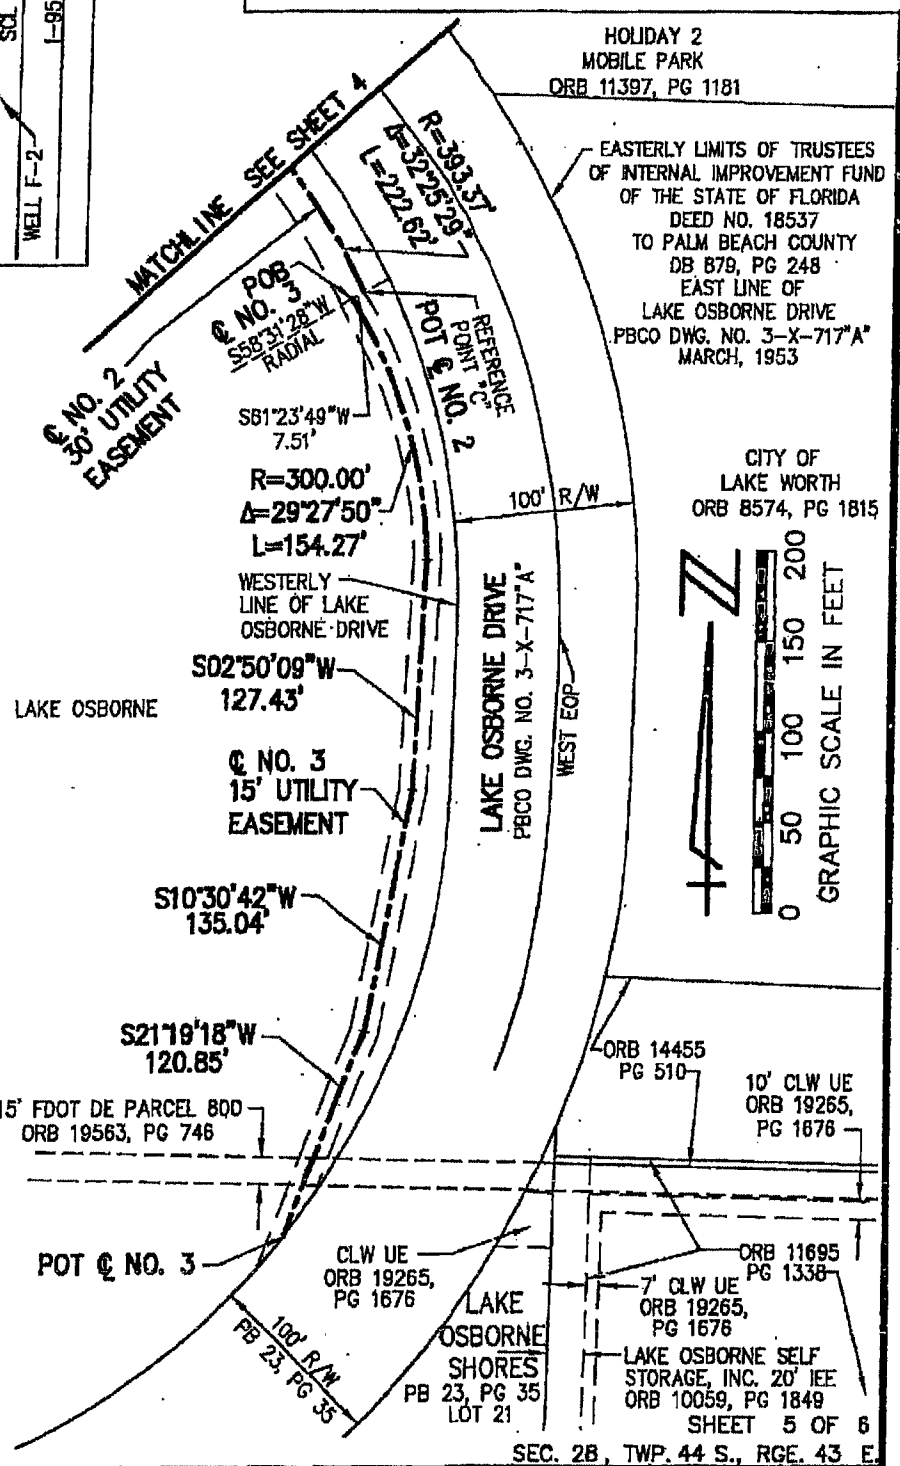 SCL
I-95
WELL F-2
HOLIDAY 2
MOBILE PARK
ORB 11397, PG 1181
MATCHLINE SEE SHEET 4
R=393.37'
Δ=32°25'29"
L=222.62'
EASTERLY LIMITS OF TRUSTEES
OF INTERNAL IMPROVEMENT FUND
OF THE STATE OF FLORIDA
DEED NO. 18537
TO PALM BEACH COUNTY
DB 879, PG 248
EAST LINE OF
LAKE OSBORNE DRIVE
PBCO DWG. NO. 3-X-717"A"
MARCH, 1953
POB
℄ NO. 3
S58°31'28"W
RADIAL
REFERENCE
POINT "C"
POT ℄ NO. 2
℄ NO. 2
30' UTILITY
EASEMENT
S61°23'49"W
7.51'
R=300.00'
Δ=29°27'50"
L=154.27'
CITY OF
LAKE WORTH
ORB 8574, PG 1815
100' R/W
WESTERLY
LINE OF LAKE
OSBORNE DRIVE
LAKE OSBORNE DRIVE
PBCO DWG. NO. 3-X-717"A"
WEST EOP
N
0 50 100 150 200
GRAPHIC SCALE IN FEET
S02°50'09"W
127.43'
LAKE OSBORNE
℄ NO. 3
15' UTILITY
EASEMENT
S10°30'42"W
135.04'
S21°19'18"W
120.85'
ORB 14455
PG 510
10' CLW UE
ORB 19265,
PG 1676
15' FDOT DE PARCEL 800
ORB 19563, PG 746
POT ℄ NO. 3
CLW UE
ORB 19265,
PG 1676
ORB 11695
PG 1338
7' CLW UE
ORB 19265,
PG 1676
100' R/W
PB 23, PG 35
LAKE
OSBORNE
SHORES
PB 23, PG 35
LOT 21
LAKE OSBORNE SELF
STORAGE, INC. 20' IEE
ORB 10059, PG 1849
SHEET 5 OF 6
SEC. 28, TWP. 44 S., RGE. 43 E.